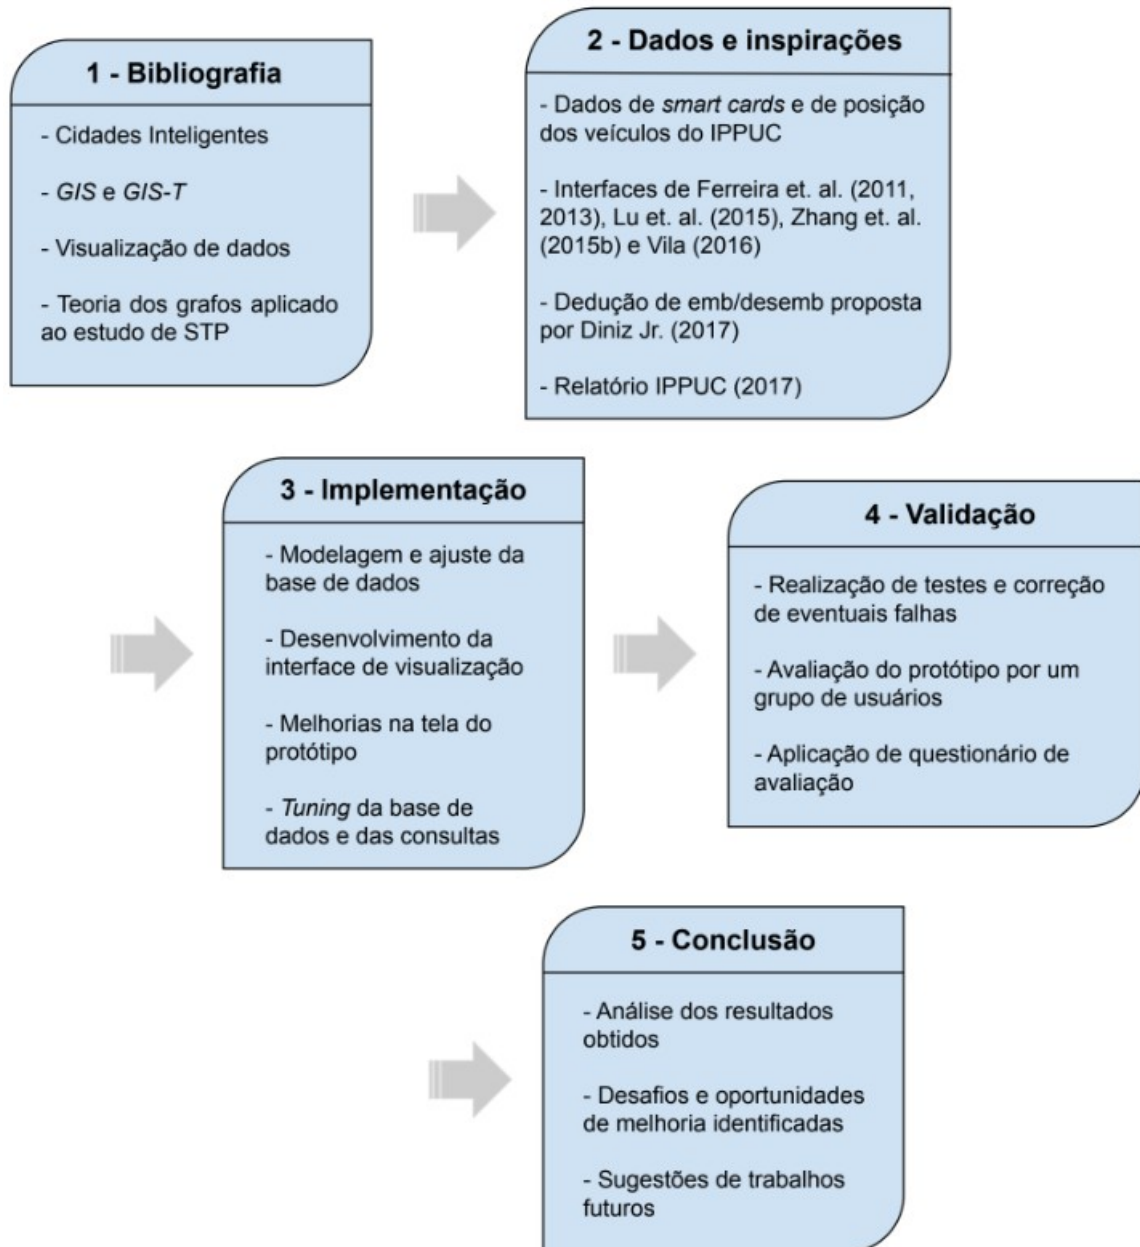 1 - Bibliografia
- Cidades Inteligentes
- GIS e GIS-T
- Visualização de dados
- Teoria dos grafos aplicado
ao estudo de STP
2 - Dados e inspirações
- Dados de smart cards e de posição
dos veículos do IPPUC
- Interfaces de Ferreira et. al. (2011,
2013), Lu et. al. (2015), Zhang et. al.
(2015b) e Vila (2016)
- Dedução de emb/desemb proposta
por Diniz Jr. (2017)
- Relatório IPPUC (2017)
3 - Implementação
- Modelagem e ajuste da
base de dados
- Desenvolvimento da
interface de visualização
- Melhorias na tela do
protótipo
- Tuning da base de
dados e das consultas
4 - Validação
- Realização de testes e correção
de eventuais falhas
- Avaliação do protótipo por um
grupo de usuários
- Aplicação de questionário de
avaliação
5 - Conclusão
- Análise dos resultados
obtidos
- Desafios e oportunidades
de melhoria identificadas
- Sugestões de trabalhos
futuros